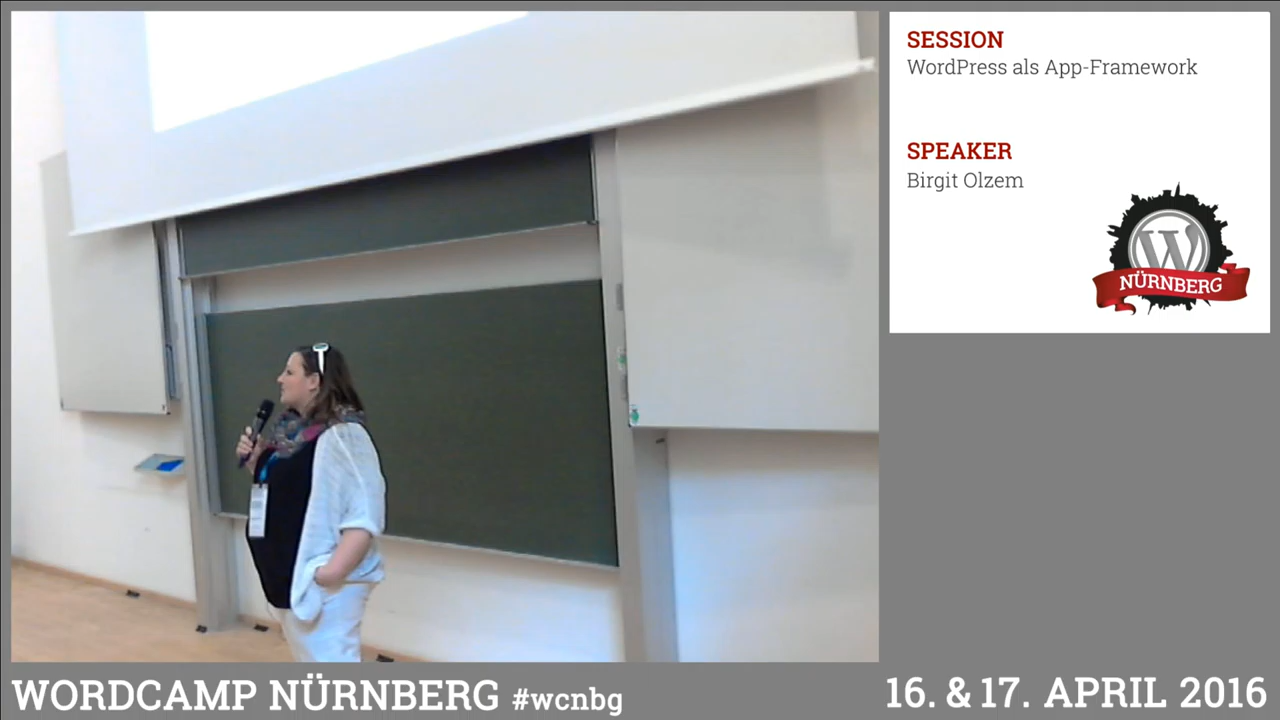 SESSION
WordPress als App-Framework
SPEAKER
Birgit Olzem
W
NÜRNBERG
WORDCAMP NÜRNBERG #wcnbg
16. & 17. APRIL 2016